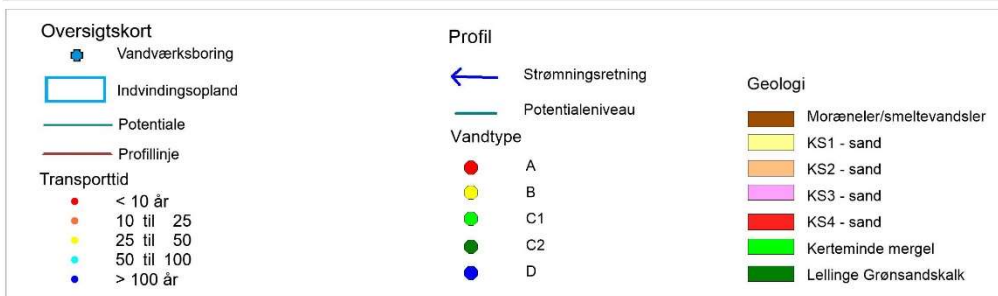 Oversigtskort
Vandværksboring
Indvindingsopland
Potentiale
Profillinje
Transporttid
< 10 år
10 til 25
25 til 50
50 til 100
> 100 år
Profil
Strømningsretning
Potentialeniveau
Vandtype
A
B
C1
C2
D
Geologi
Moræneler/smeltevandsler
KS1 - sand
KS2 - sand
KS3 - sand
KS4 - sand
Kerteminde mergel
Lellinge Grønsandskalk